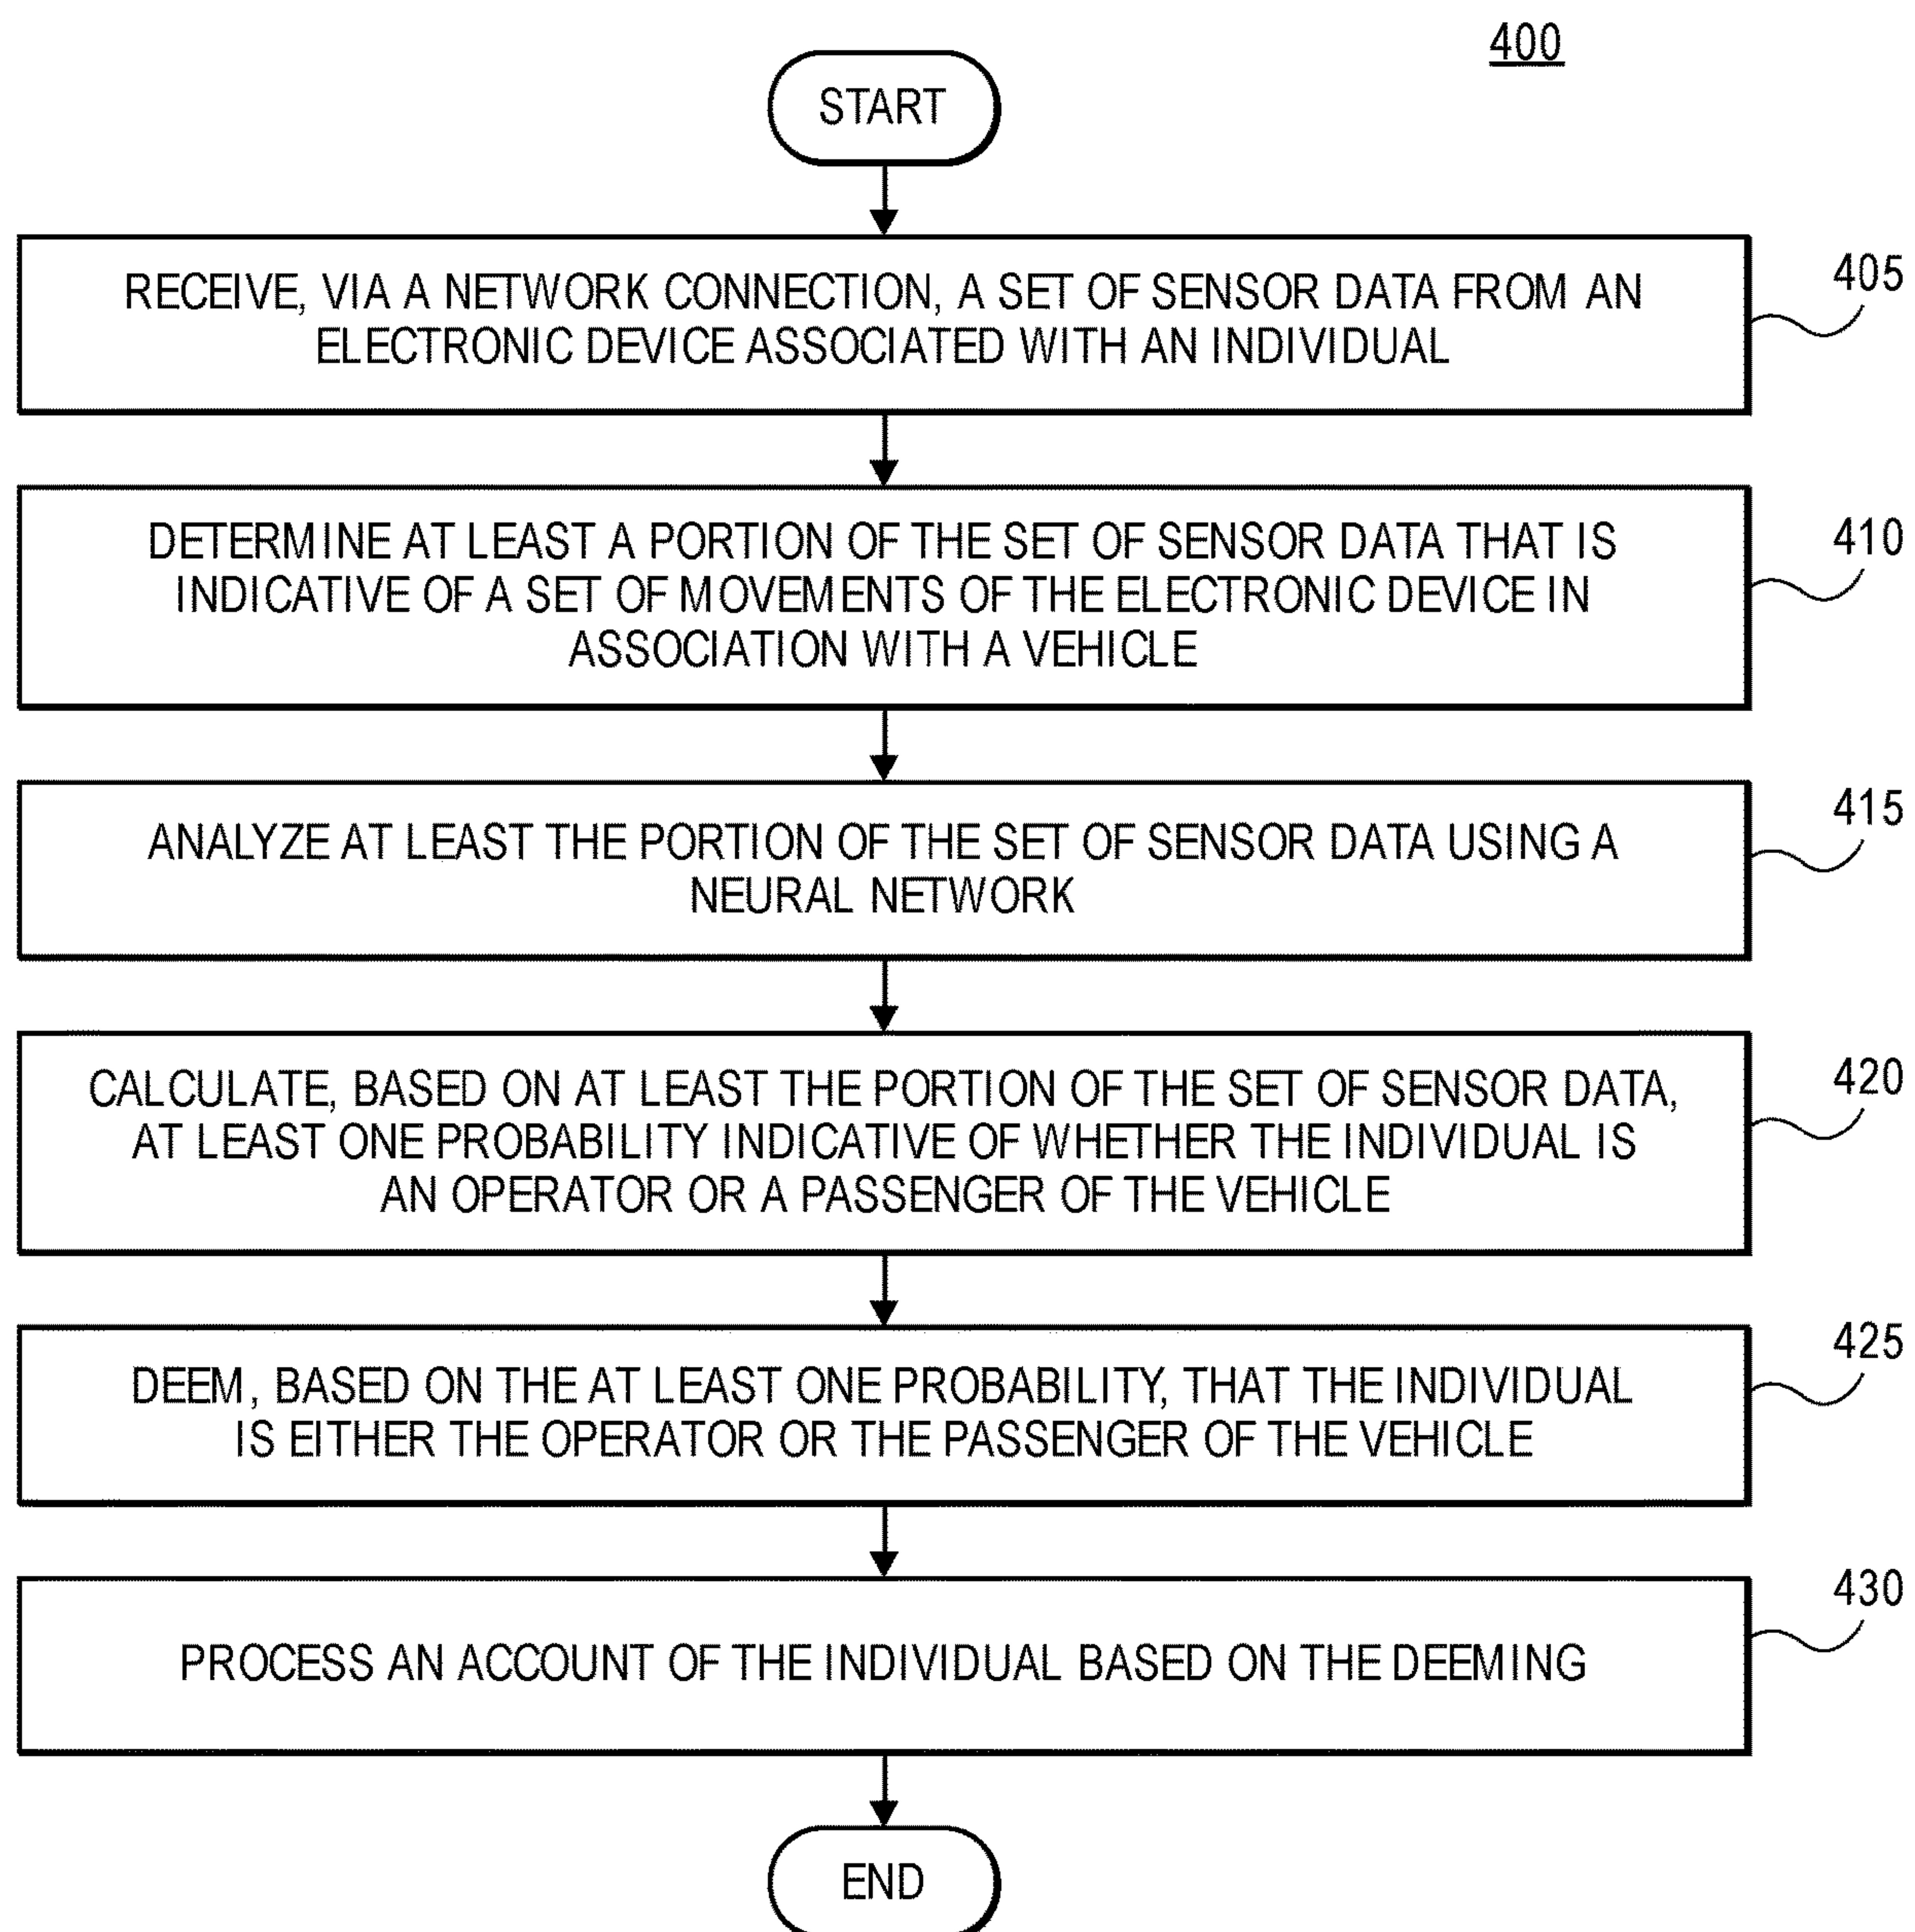 400
START
RECEIVE, VIA A NETWORK CONNECTION, A SET OF SENSOR DATA FROM AN
ELECTRONIC DEVICE ASSOCIATED WITH AN INDIVIDUAL
405
DETERMINE AT LEAST A PORTION OF THE SET OF SENSOR DATA THAT IS
INDICATIVE OF A SET OF MOVEMENTS OF THE ELECTRONIC DEVICE IN
ASSOCIATION WITH A VEHICLE
410
ANALYZE AT LEAST THE PORTION OF THE SET OF SENSOR DATA USING A
NEURAL NETWORK
415
CALCULATE, BASED ON AT LEAST THE PORTION OF THE SET OF SENSOR DATA,
AT LEAST ONE PROBABILITY INDICATIVE OF WHETHER THE INDIVIDUAL IS
AN OPERATOR OR A PASSENGER OF THE VEHICLE
420
DEEM, BASED ON THE AT LEAST ONE PROBABILITY, THAT THE INDIVIDUAL
IS EITHER THE OPERATOR OR THE PASSENGER OF THE VEHICLE
425
PROCESS AN ACCOUNT OF THE INDIVIDUAL BASED ON THE DEEMING
430
END